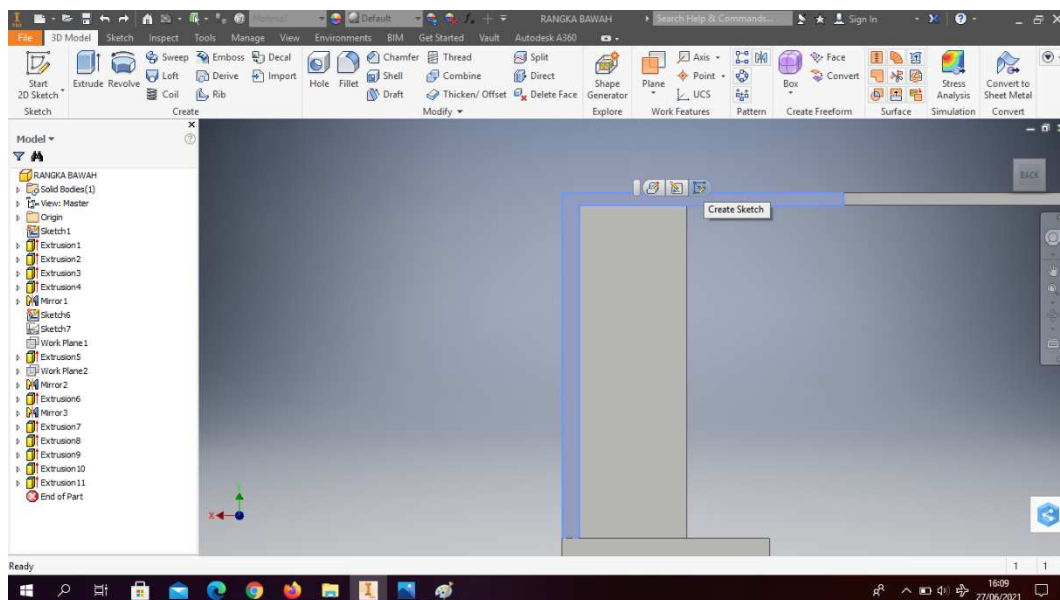 Material
Default
RANGKA BAWAH
Search Help & Commands...
Sign In
File 3D Model Sketch Inspect Tools Manage View Environments BIM Get Started Vault Autodesk A360
Start
2D Sketch
Extrude
Revolve
Sweep
Emboss
Decal
Loft
Derive
Import
Coil
Rib
Hole
Fillet
Chamfer
Thread
Split
Shell
Combine
Direct
Draft
Thicken/ Offset
Delete Face
Shape
Generator
Plane
Axis
Point
UCS
Box
Face
Convert
Stress
Analysis
Convert to
Sheet Metal
Sketch Create Modify Explore Work Features Pattern Create Freeform Surface Simulation Convert
Model
RANGKA BAWAH
Solid Bodies(1)
View: Master
Origin
Sketch1
Extrusion1
Extrusion2
Extrusion3
Extrusion4
Mirror1
Sketch6
Sketch7
Work Plane1
Extrusion5
Work Plane2
Mirror2
Extrusion6
Mirror3
Extrusion7
Extrusion8
Extrusion9
Extrusion10
Extrusion11
End of Part
Create Sketch
BACK
X
Ready
1 1
16:09
27/06/2021